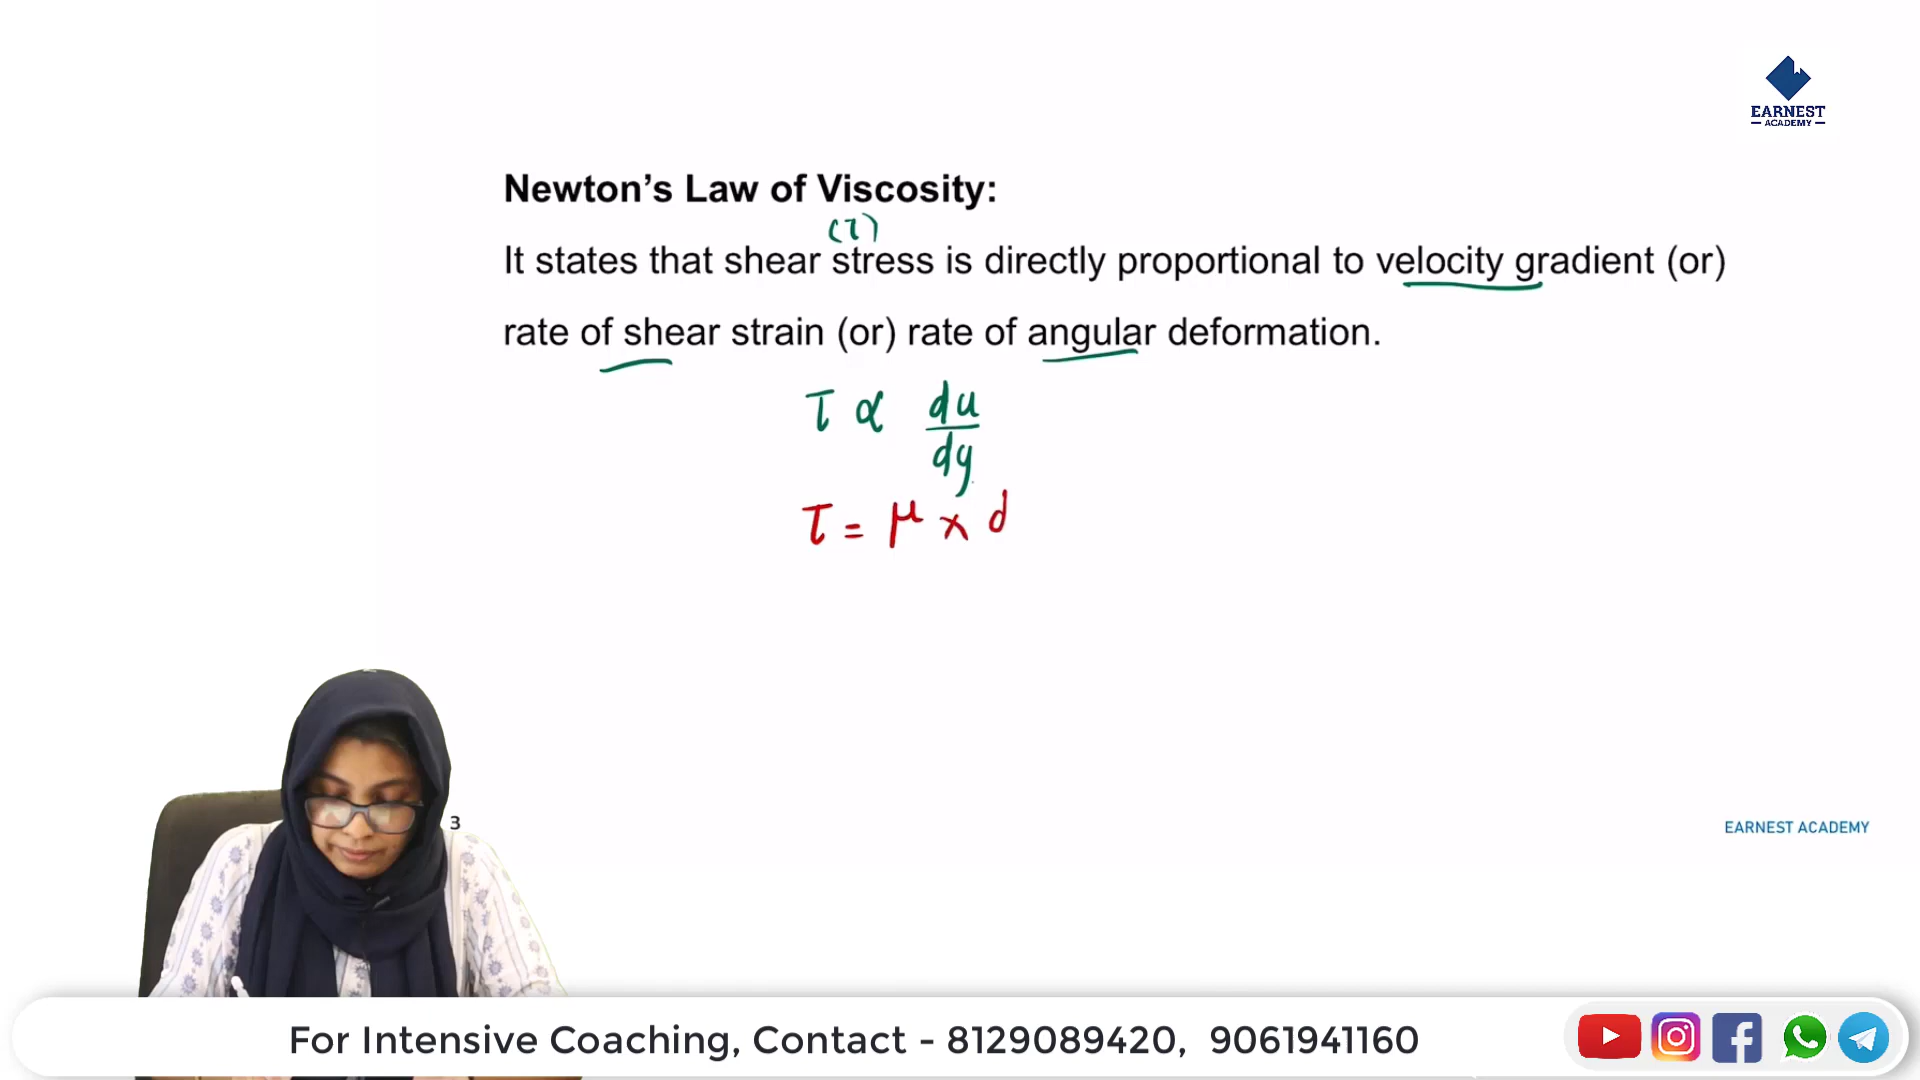 EARNEST
ACADEMY
Newton’s Law of Viscosity:
(τ)
It states that shear stress is directly proportional to velocity gradient (or)
rate of shear strain (or) rate of angular deformation.
τ ∝ du/dy
τ = μ x d
3
EARNEST ACADEMY
For Intensive Coaching, Contact - 8129089420, 9061941160